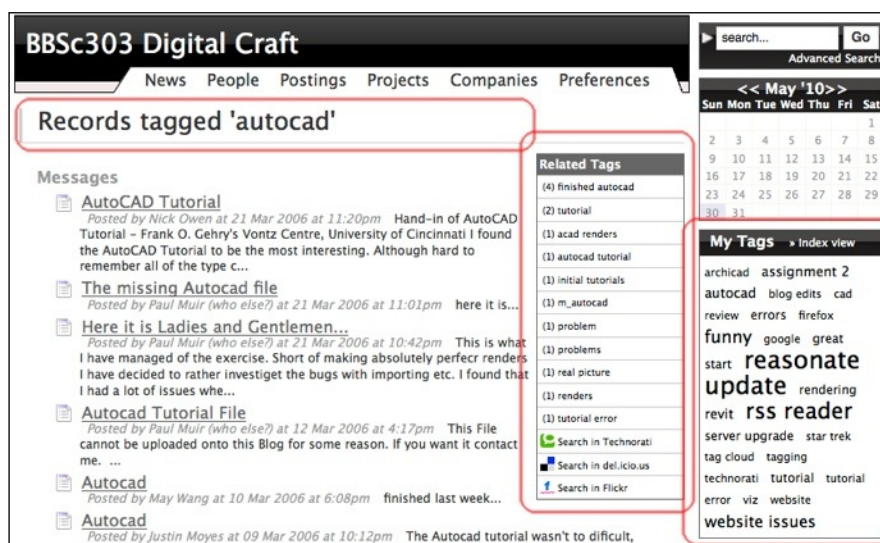 BBSc303 Digital Craft
News People Postings Projects Companies Preferences
Records tagged 'autocad'
Messages
AutoCAD Tutorial
Posted by Nick Owen at 21 Mar 2006 at 11:20pm Hand-in of AutoCAD
Tutorial - Frank O. Gehry's Vontz Centre, University of Cincinnati I found
the AutoCAD Tutorial to be the most interesting. Although hard to
remember all of the type c...
The missing Autocad file
Posted by Paul Muir (who else?) at 21 Mar 2006 at 11:01pm here it is...
Here it is Ladies and Gentlemen...
Posted by Paul Muir (who else?) at 21 Mar 2006 at 10:42pm This is what
I have managed of the exercise. Short of making absolutely perfecr renders
I have decided to rather investiget the bugs with importing etc. I found that
I had a lot of issues whe...
Autocad Tutorial File
Posted by Paul Muir (who else?) at 12 Mar 2006 at 4:17pm This File
cannot be uploaded onto this Blog for some reason. If you want it contact
me. ...
Autocad
Posted by May Wang at 10 Mar 2006 at 6:08pm finished last week...
Autocad
Posted by Justin Moyes at 09 Mar 2006 at 10:12pm The Autocad tutorial wasn't to dificult,
Related Tags
(4) finished autocad
(2) tutorial
(1) acad renders
(1) autocad tutorial
(1) initial tutorials
(1) m_autocad
(1) problem
(1) problems
(1) real picture
(1) renders
(1) tutorial error
Search in Technorati
Search in del.icio.us
Search in Flickr
search... Go
Advanced Search
<< May '10>>
Sun Mon Tue Wed Thu Fri Sat
1
2 3 4 5 6 7 8
9 10 11 12 13 14 15
16 17 18 19 20 21 22
23 24 25 26 27 28 29
30 31
My Tags » Index view
archicad assignment 2
autocad blog edits cad
review errors firefox
funny google great
start reasonate
update rendering
revit rss reader
server upgrade star trek
tag cloud tagging
technorati tutorial tutorial
error viz website
website issues